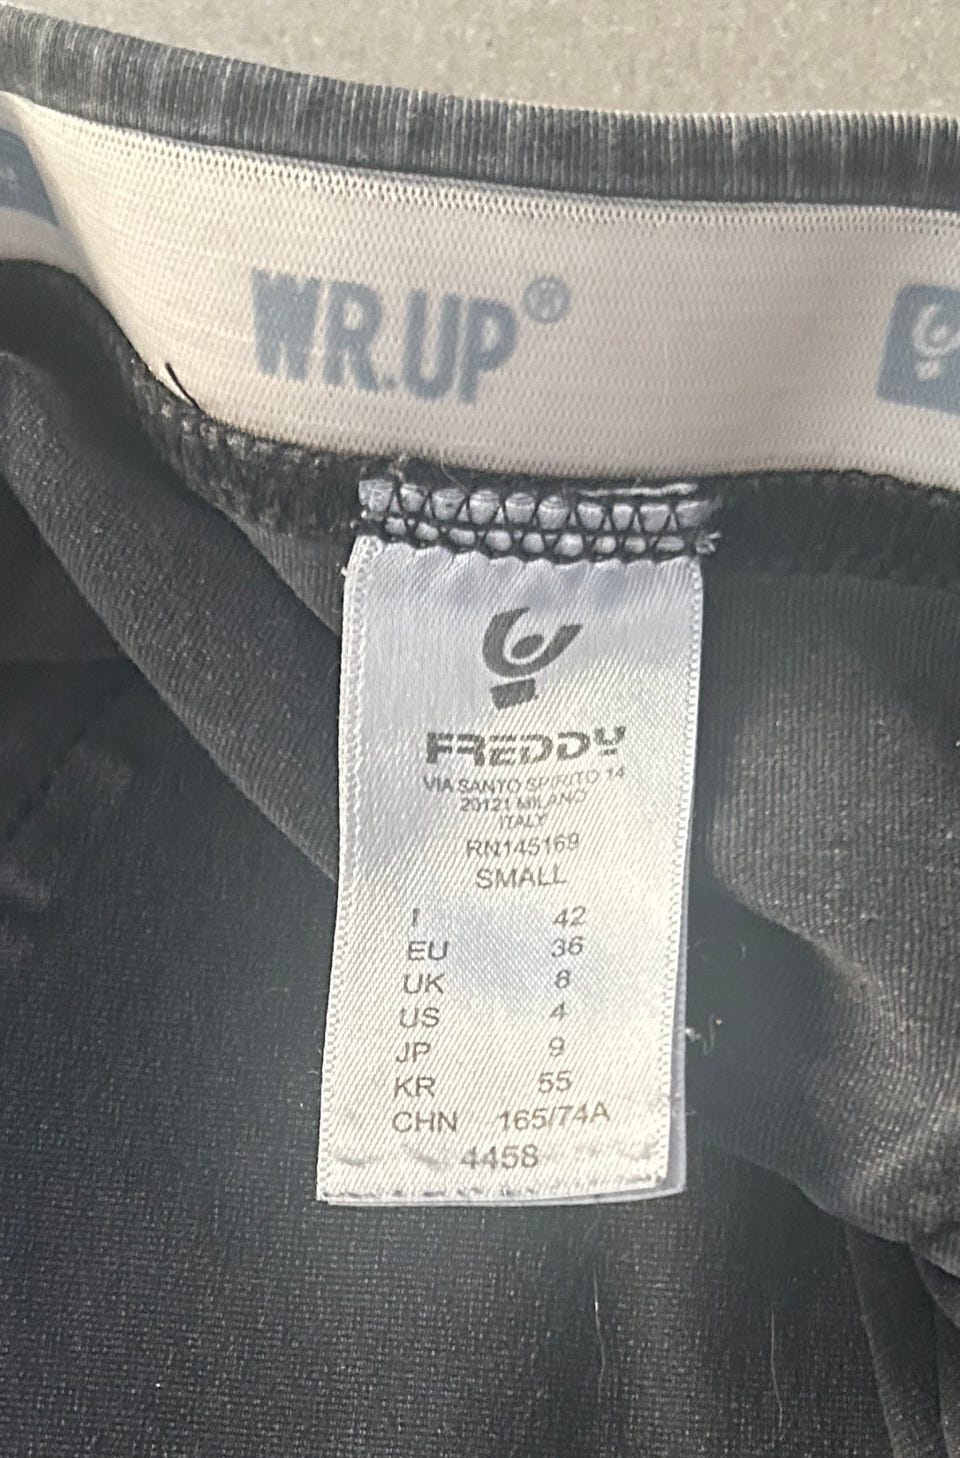 WR.UP®
FREDDY
VIA SANTO SPIRITO 14
20121 MILANO
ITALY
RN145169
SMALL
I 42
EU 36
UK 8
US 4
JP 9
KR 55
CHN 165/74A
4458